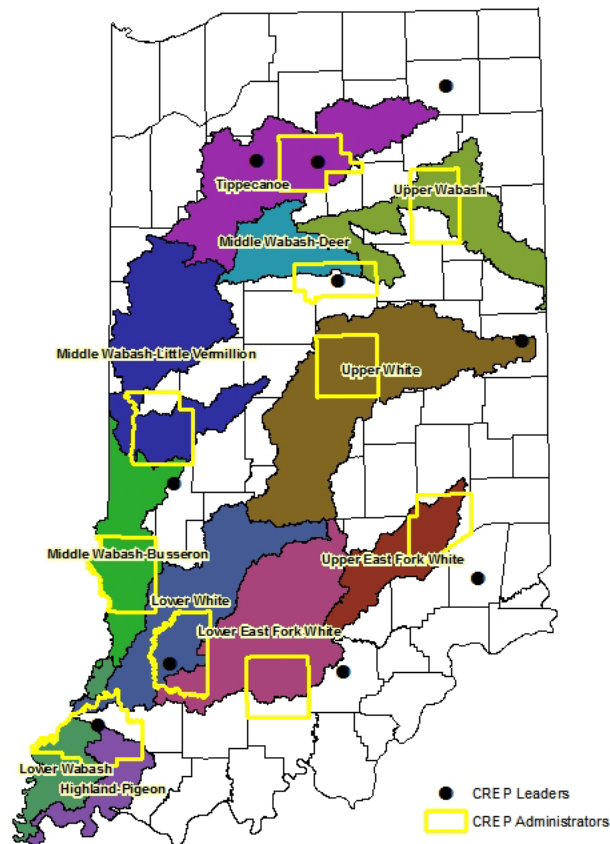 Tippecanoe
Upper Wabash
Middle Wabash-Deer
Middle Wabash-Little Vermillion
Upper White
Middle Wabash-Busseron
Upper East Fork White
Lower White
Lower East Fork White
Lower Wabash
Highland-Pigeon
CREP Leaders
CREP Administrators